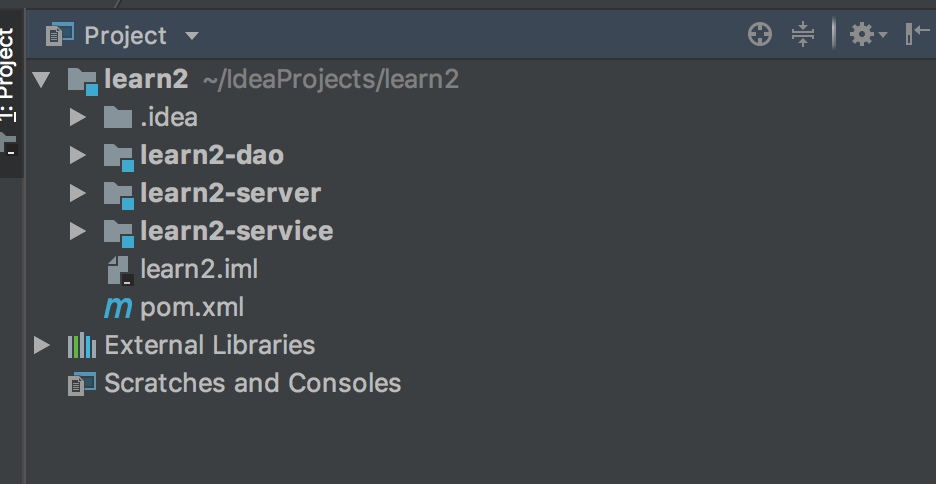 1: Project
Project
learn2 ~/IdeaProjects/learn2
.idea
learn2-dao
learn2-server
learn2-service
learn2.iml
pom.xml
External Libraries
Scratches and Consoles